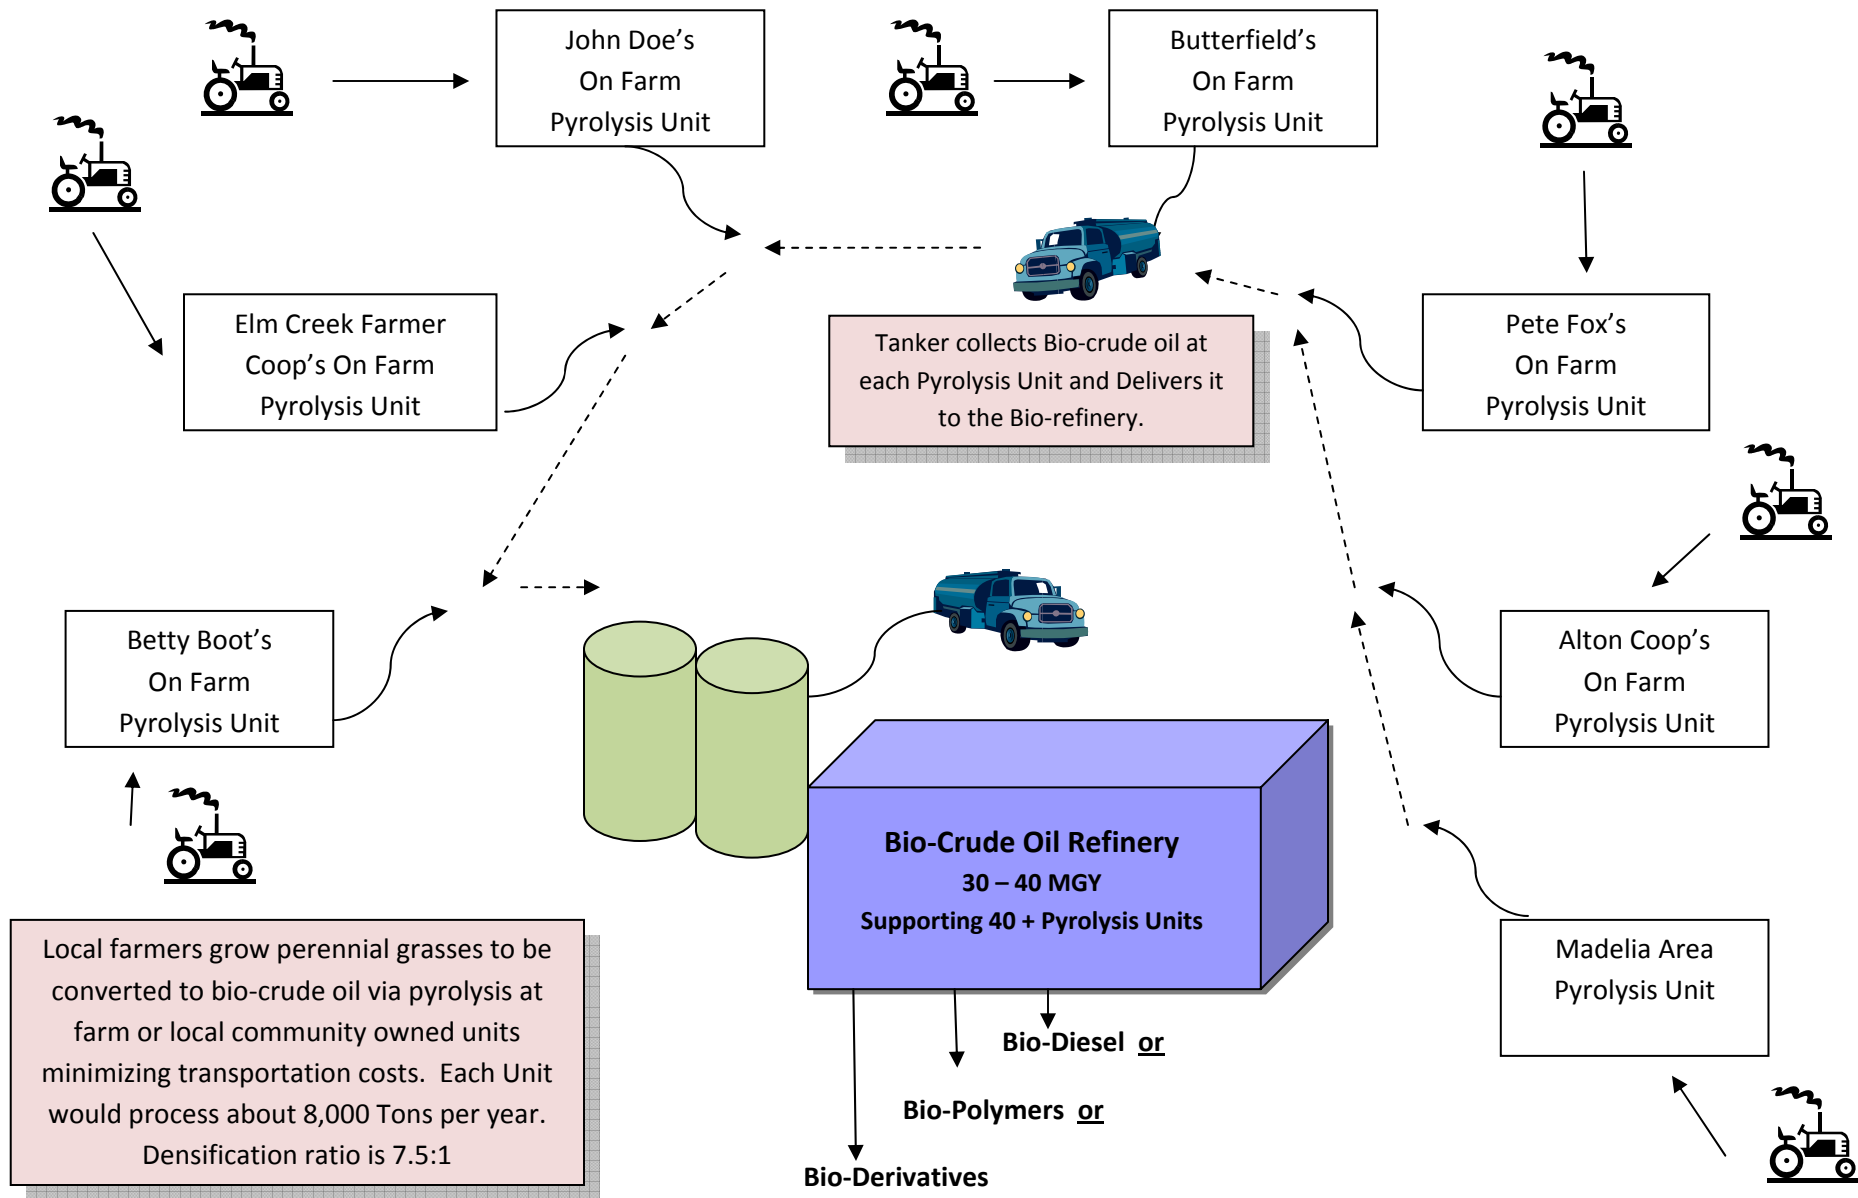 John Doe’s
On Farm
Pyrolysis Unit
Butterfield’s
On Farm
Pyrolysis Unit
Elm Creek Farmer
Coop’s On Farm
Pyrolysis Unit
Tanker collects Bio-crude oil at
each Pyrolysis Unit and Delivers it
to the Bio-refinery.
Pete Fox’s
On Farm
Pyrolysis Unit
Betty Boot’s
On Farm
Pyrolysis Unit
Alton Coop’s
On Farm
Pyrolysis Unit
Bio-Crude Oil Refinery
30 – 40 MGY
Supporting 40 + Pyrolysis Units
Madelia Area
Pyrolysis Unit
Local farmers grow perennial grasses to be
converted to bio-crude oil via pyrolysis at
farm or local community owned units
minimizing transportation costs.  Each Unit
would process about 8,000 Tons per year.
Densification ratio is 7.5:1
Bio-Diesel or
Bio-Polymers or
Bio-Derivatives